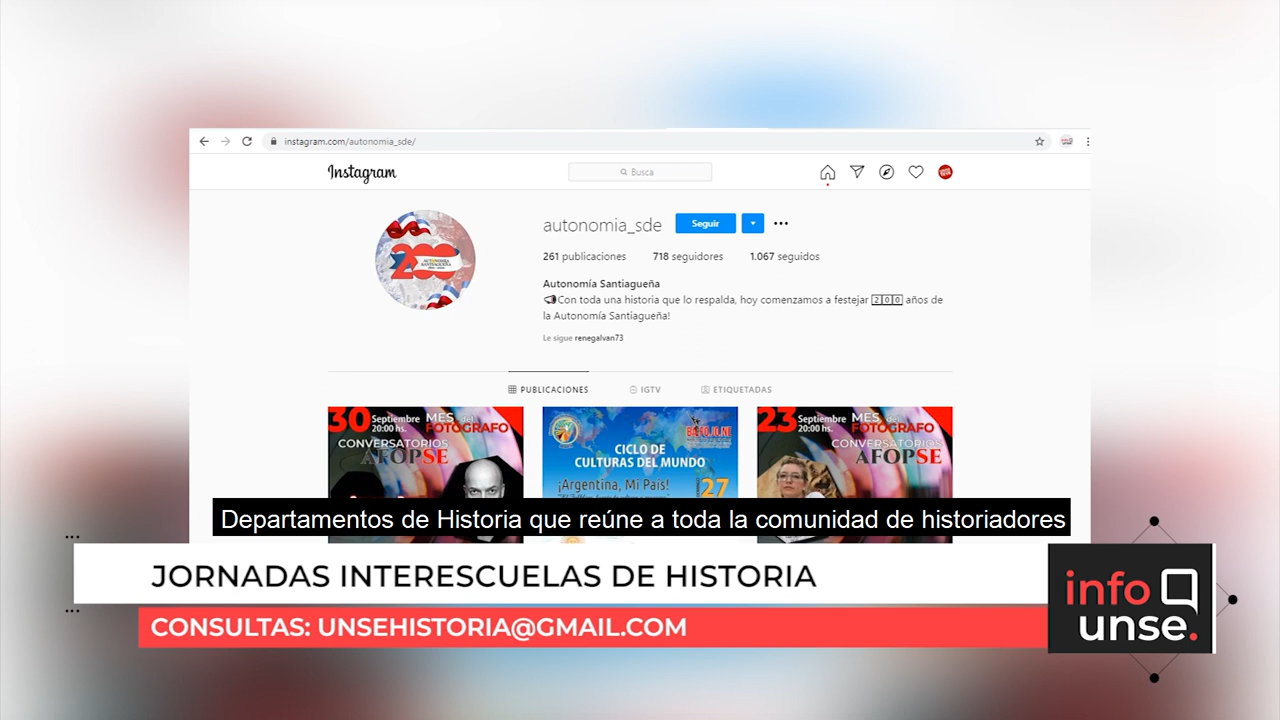 instagram.com/autonomia_sde/
Instagram
Busca
autonomia_sde
Seguir
261 publicaciones 718 seguidores 1.067 seguidos
Autonomía Santiagueña
Con toda una historia que lo respalda, hoy comenzamos a festejar 200 años de
la Autonomía Santiagueña!
Le sigue renegalvan73
200
AUTONOMÍA
SANTIAGUEÑA
PUBLICACIONES IGTV ETIQUETADAS
30 Septiembre 20:00 hs. MES del FOTÓGRAFO
CONVERSATORIOS
AFOPSE
CICLO DE
CULTURAS DEL MUNDO
¡Argentina, Mi País!
27
23 Septiembre 20:00 hs. MES del FOTÓGRAFO
CONVERSATORIOS
AFOPSE
Departamentos de Historia que reúne a toda la comunidad de historiadores
JORNADAS INTERESCUELAS DE HISTORIA
CONSULTAS: UNSEHISTORIA@GMAIL.COM
info
unse.